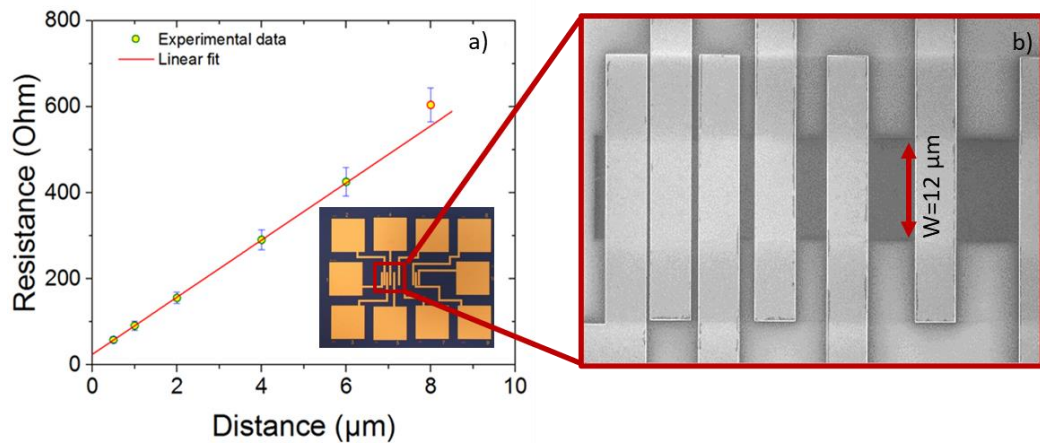 800
600
400
200
0
Resistance (Ohm)
Experimental data
Linear fit
a)
0 2 4 6 8 10
Distance (µm)
b)
W=12 µm